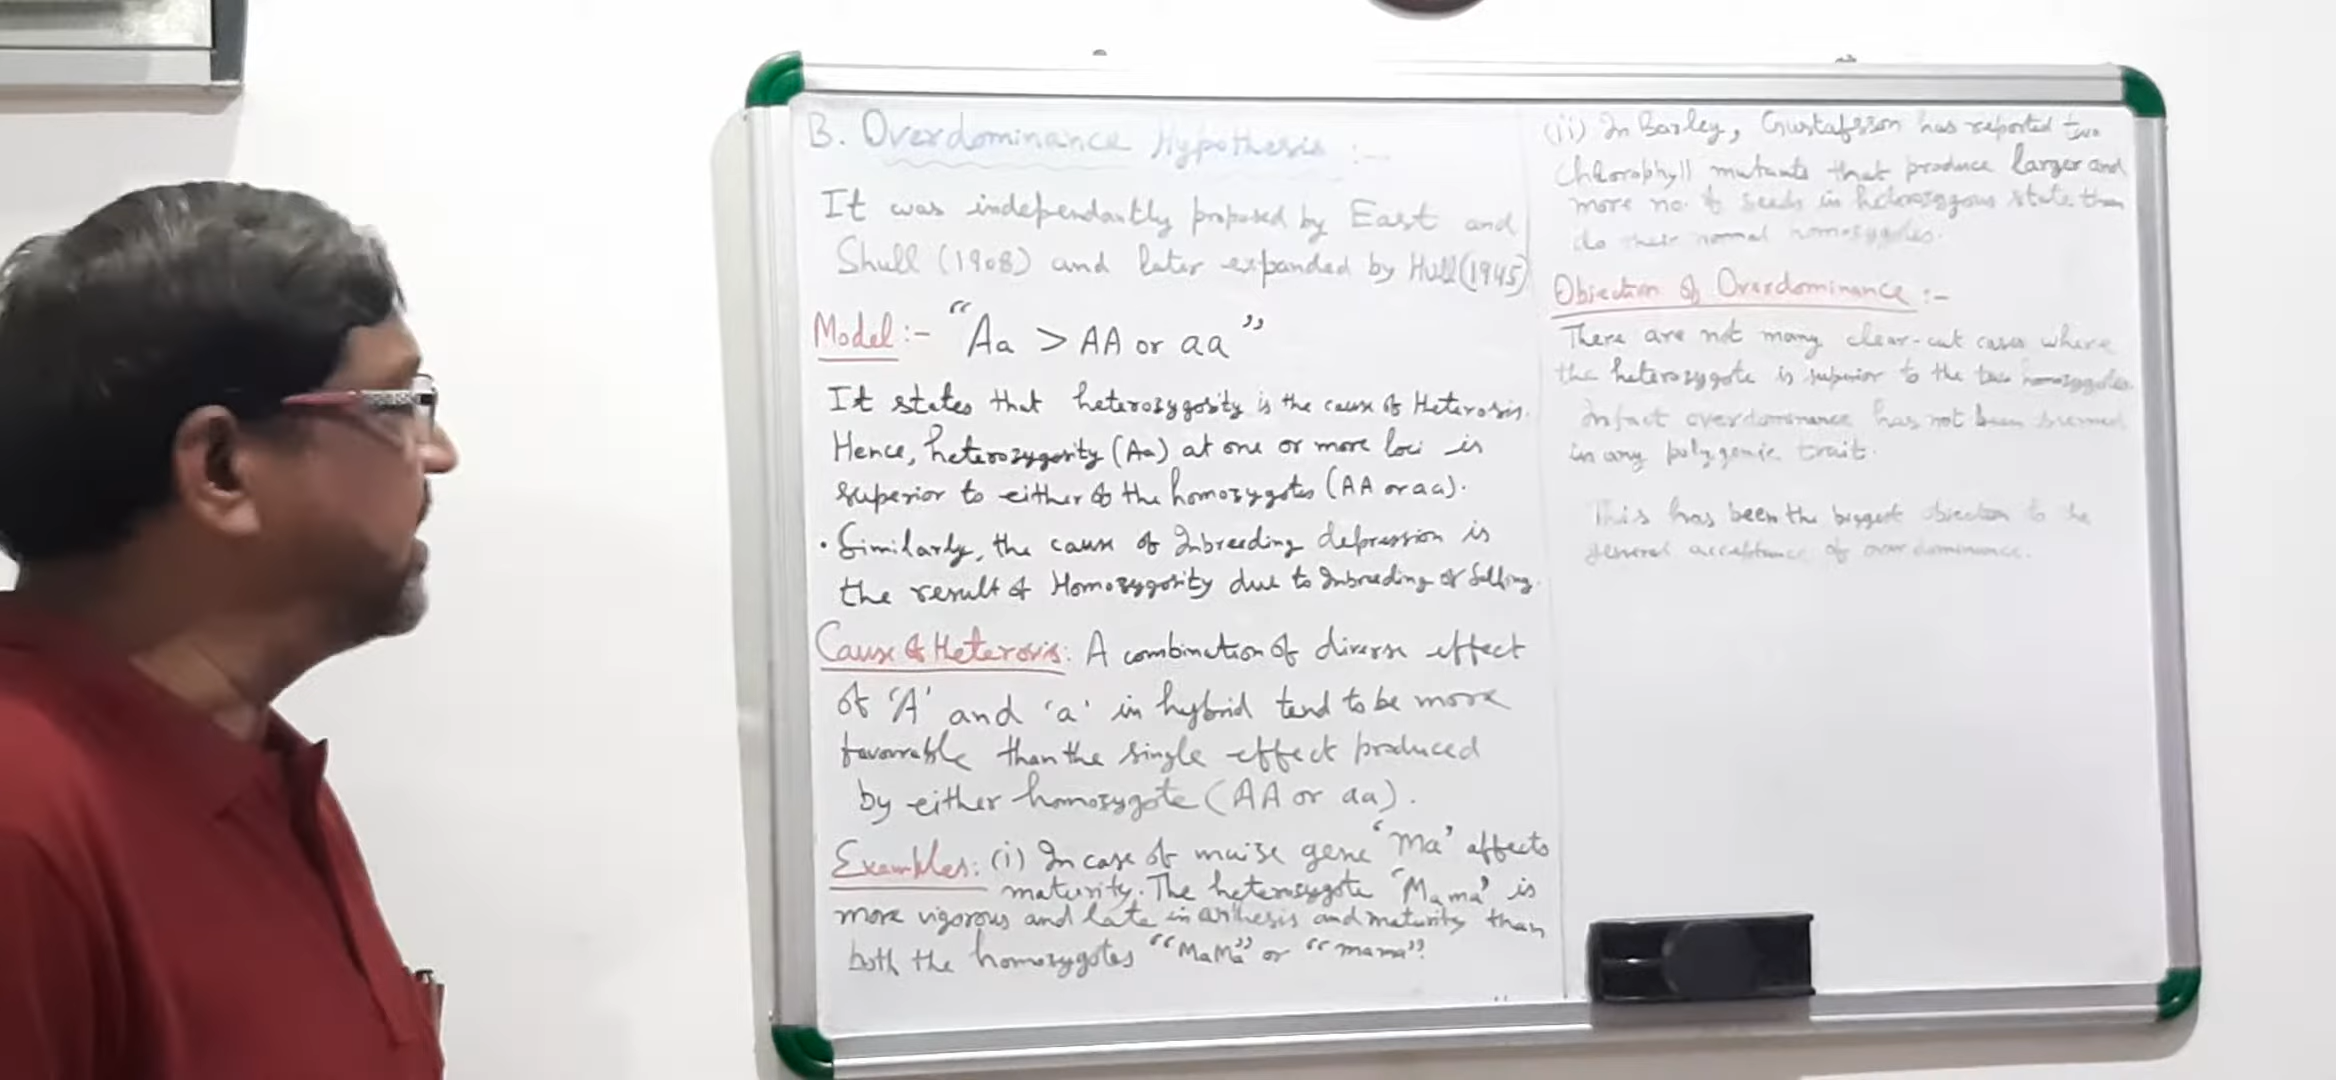 B. Overdominance Hypothesis :-
It was independantly proposed by East and
Shull (1908) and later expanded by Hull (1945)
Model :- "Aa > AA or aa"
It states that heterozygosity is the cause of Heterosis.
Hence, heterozygosity (Aa) at one or more loci is
superior to either of the homozygotes (AA or aa).
• Similarly, the cause of Inbreeding depression is
the result of Homozygosity due to Inbreeding or Selfing.
Cause of Heterosis: A combination of diverse effect
of 'A' and 'a' in hybrid tend to be more
favourable than the single effect produced
by either homozygote (AA or aa).
Examples: (i) In case of maize gene 'ma' affects
maturity. The heterozygote 'Mama' is
more vigorous and late in anthesis and maturity than
both the homozygotes "MaMa" or "mama".
(ii) In Barley, Gustafsson has reported two
chlorophyll mutants that produce larger and
more no. of seeds in heterozygous state than
do their normal homozygotes.
Objection of Overdominance :-
There are not many clear-cut cases where
the heterozygote is superior to the two homozygotes.
Infact overdominance has not been
in any polygenic trait.
This has been the biggest objection to the
general acceptance of over dominance.